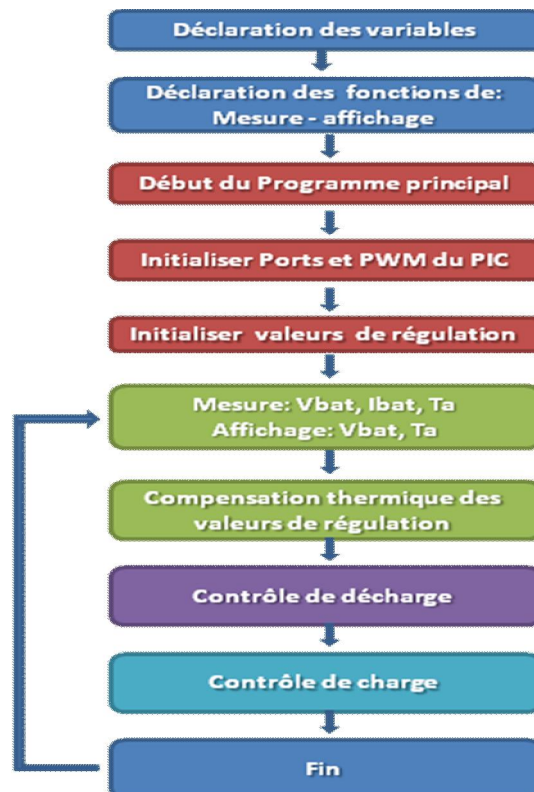 Déclaration des variables
Déclaration des fonctions de:
Mesure - affichage
Début du Programme principal
Initialiser Ports et PWM du PIC
Initialiser valeurs de régulation
Mesure: Vbat, Ibat, Ta
Affichage: Vbat, Ta
Compensation thermique des
valeurs de régulation
Contrôle de décharge
Contrôle de charge
Fin